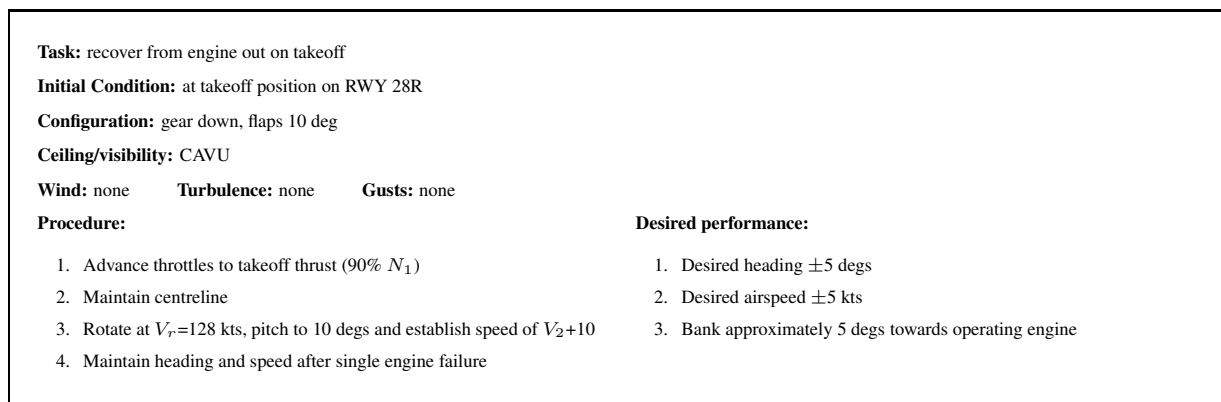 Task: recover from engine out on takeoff
Initial Condition: at takeoff position on RWY 28R
Configuration: gear down, flaps 10 deg
Ceiling/visibility: CAVU
Wind: none Turbulence: none Gusts: none
Procedure:
1. Advance throttles to takeoff thrust (90% N₁)
2. Maintain centreline
3. Rotate at Vᵣ=128 kts, pitch to 10 degs and establish speed of V₂+10
4. Maintain heading and speed after single engine failure
Desired performance:
1. Desired heading ±5 degs
2. Desired airspeed ±5 kts
3. Bank approximately 5 degs towards operating engine